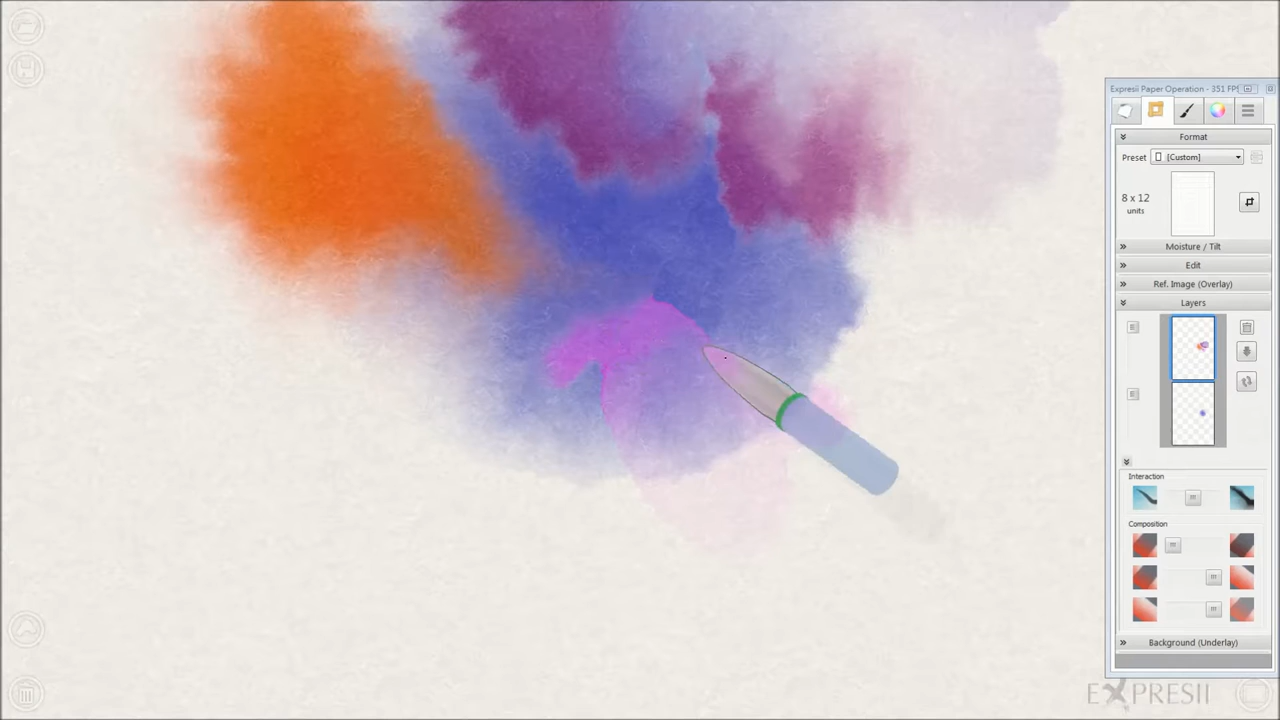 Expresii Paper Operation - 351 FPS
Format
Preset
[Custom]
8 x 12
units
Moisture / Tilt
Edit
Ref. Image (Overlay)
Layers
Interaction
Composition
Background (Underlay)
EXPRESII